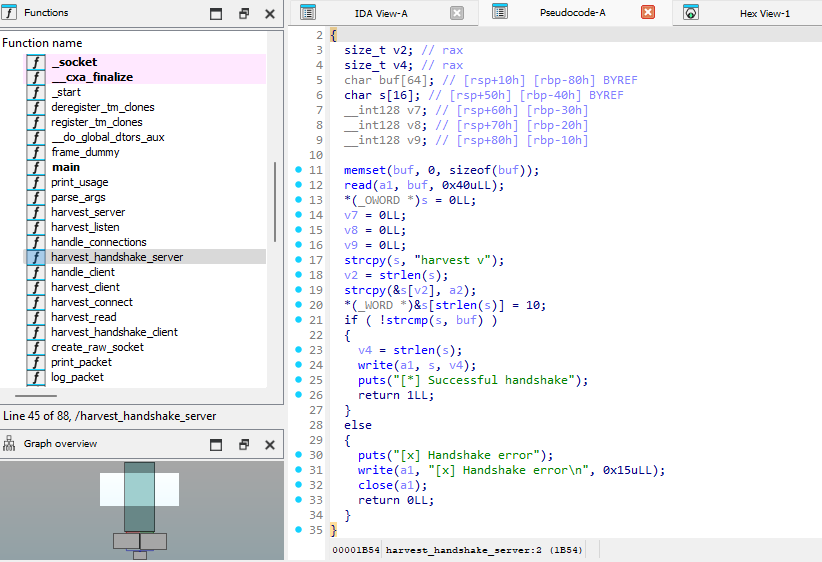 Functions
Function name
_socket
__cxa_finalize
_start
deregister_tm_clones
register_tm_clones
__do_global_dtors_aux
frame_dummy
main
print_usage
parse_args
harvest_server
harvest_listen
handle_connections
harvest_handshake_server
handle_client
harvest_client
harvest_connect
harvest_read
harvest_handshake_client
create_raw_socket
print_packet
log_packet
Line 45 of 88, /harvest_handshake_server
Graph overview
IDA View-A
Pseudocode-A
Hex View-1
2 {
3 size_t v2; // rax
4 size_t v4; // rax
5 char buf[64]; // [rsp+10h] [rbp-80h] BYREF
6 char s[16]; // [rsp+50h] [rbp-40h] BYREF
7 __int128 v7; // [rsp+60h] [rbp-30h]
8 __int128 v8; // [rsp+70h] [rbp-20h]
9 __int128 v9; // [rsp+80h] [rbp-10h]
10
11 memset(buf, 0, sizeof(buf));
12 read(a1, buf, 0x40uLL);
13 *(_OWORD *)s = 0LL;
14 v7 = 0LL;
15 v8 = 0LL;
16 v9 = 0LL;
17 strcpy(s, "harvest v");
18 v2 = strlen(s);
19 strcpy(&s[v2], a2);
20 *(_WORD *)&s[strlen(s)] = 10;
21 if ( !strcmp(s, buf) )
22 {
23 v4 = strlen(s);
24 write(a1, s, v4);
25 puts("[*] Successful handshake");
26 return 1LL;
27 }
28 else
29 {
30 puts("[x] Handshake error");
31 write(a1, "[x] Handshake error\n", 0x15uLL);
32 close(a1);
33 return 0LL;
34 }
35 }
00001B54 harvest_handshake_server:2 (1B54)